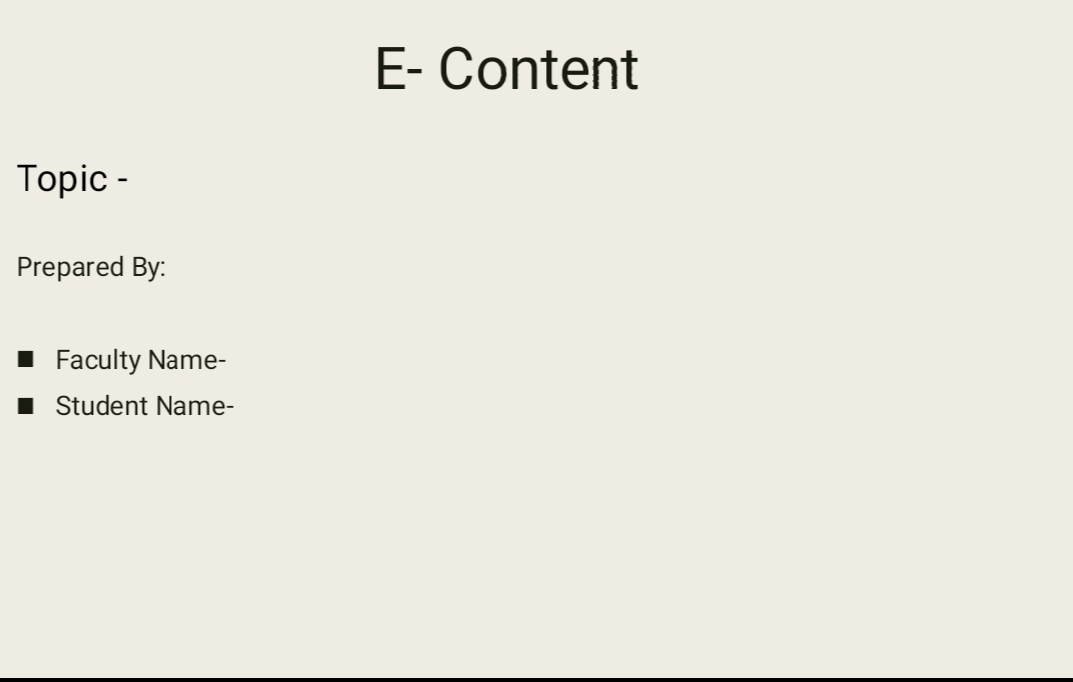 E- Content
Topic -
Prepared By:
■ Faculty Name-
■ Student Name-